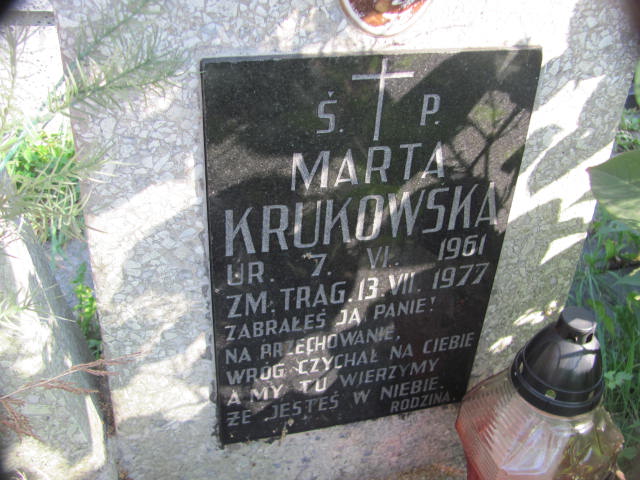 Ś. P.
MARTA
KRUKOWSKA
UR. 7. VI. 1961
ZM. TRAG. 13. VII. 1977
ZABRAŁEŚ JĄ PANIE!
NA PRZECHOWANIE,
WRÓG CZYCHAŁ NA CIEBIE
A MY TU WIERZYMY
ŻE JESTEŚ W NIEBIE.
RODZINA.